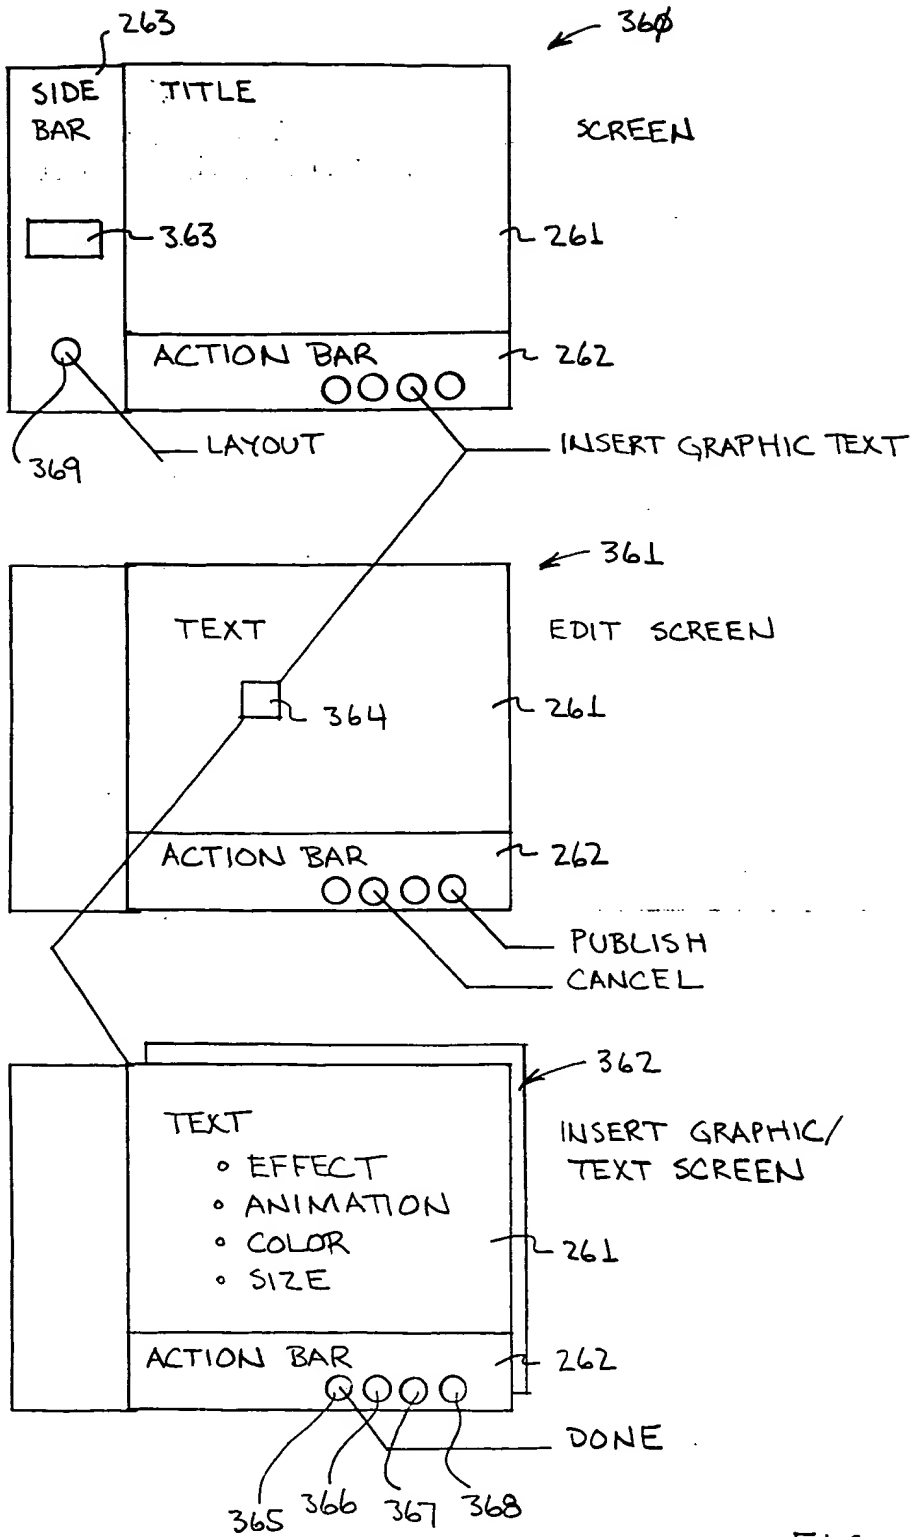 263
360
SIDE
BAR
TITLE
SCREEN
363
261
ACTION BAR
262
369
LAYOUT
INSERT GRAPHIC TEXT
361
TEXT
EDIT SCREEN
364
261
ACTION BAR
262
PUBLISH
CANCEL
362
TEXT
INSERT GRAPHIC/
TEXT SCREEN
• EFFECT
• ANIMATION
• COLOR
• SIZE
261
ACTION BAR
262
DONE
365
366
367
368